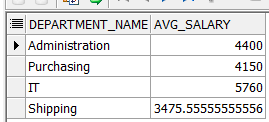 DEPARTMENT_NAME AVG_SALARY
Administration 4400
Purchasing 4150
IT 5760
Shipping 3475.55555555556